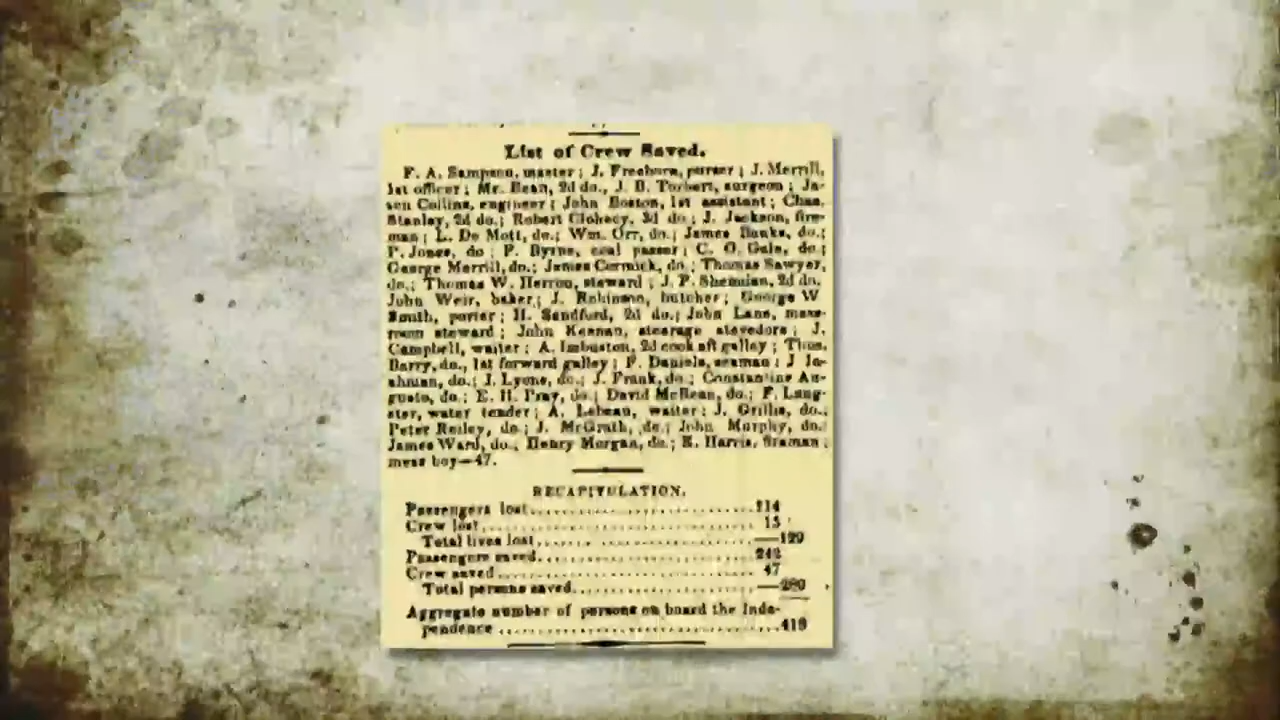 List of Crew Saved.
F. A. Sampson, master; J. Freeborn, purser; J. Merrill,
1st officer; Mr. Bean, 2d do., J. B. Torbert, surgeon; Ja-
son Collins, engineer; John Boston, 1st assistant; Chas.
Stanley, 2d do.; Robert Clohecy, 3d do; J. Jackson, fire-
man; L. De Mott, do.; Wm. Orr, do.; James Banks, do.;
P. Jones, do; P. Byrne, coal passer; C. O. Gale, do;
George Merrill, do.; James Cormick, do; Thomas Sawyer,
do.; Thomas W. Herron, steward; J. P. do.
John Weir, baker; J. Robinson, butcher; George W
Smith, porter; H. Sandford, 2d do.; John Lane, mess-
room steward; John Keenan, steerage stevedore; J.
Campbell, waiter; A. 2d cook aft galley; Thos.
Barry, do., 1st forward galley; F. Daniels, seaman; J Jo-
do.; J. Lyons, do.; J. Frank, do.; Constantine Au-
gusto, do.; E. H. Pray, do.; David do.; F. Lang-
ster, water tender; A. Lebeau, waiter; J. Grillis, do.,
Peter Reiley, do; J. McGrath, do; John Murphy, do.
James Ward, do., Henry Morgan, do.; E. Harris, fireman;
mess boy—47.
RECAPITULATION.
Passengers lost 114
Crew lost 15
Total lives lost —129
Passengers saved 242
Crew saved 47
Total persons saved —
Aggregate number of persons on board the Inde-
pendence